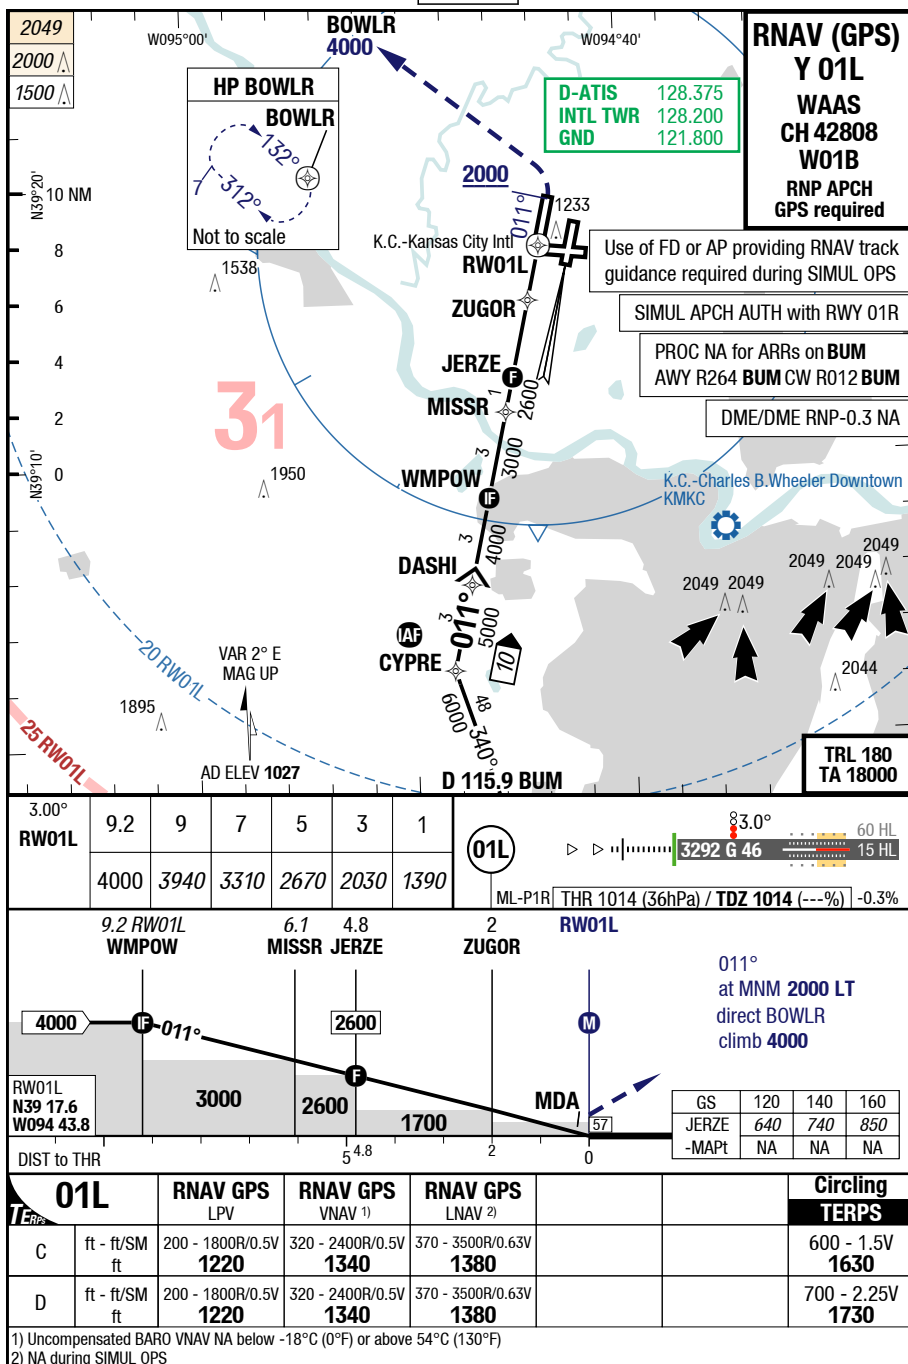 2049
2000
1500
W095°00'
BOWLR
4000
W094°40'
RNAV (GPS)
Y 01L
WAAS
CH 42808
W01B
RNP APCH
GPS required
HP BOWLR
BOWLR
132°
312°
7
Not to scale
D-ATIS 128.375
INTL TWR 128.200
GND 121.800
N39°20'
10 NM
8
6
4
2
0
N39°10'
2000
011°
1233
K.C.-Kansas City Intl
RW01L
1538
Use of FD or AP providing RNAV track
guidance required during SIMUL OPS
ZUGOR
SIMUL APCH AUTH with RWY 01R
JERZE
F
PROC NA for ARRs on BUM
AWY R264 BUM CW R012 BUM
1
2600
MISSR
DME/DME RNP-0.3 NA
31
3
3000
WMPOW
IF
1950
K.C.-Charles B.Wheeler Downtown
KMKC
3
4000
DASHI
2049
2049
2049
2049
2049
011°
3
5000
IAF
CYPRE
10
VAR 2° E
MAG UP
20 RW01L
2044
1895
6000
48
340°
25 RW01L
AD ELEV 1027
D 115.9 BUM
TRL 180
TA 18000
3.00°
RW01L
9.2 9 7 5 3 1
4000 3940 3310 2670 2030 1390
01L
3.0°
60 HL
3292 G 46
15 HL
ML-P1R THR 1014 (36hPa) / TDZ 1014 (---%) -0.3%
9.2 RW01L
WMPOW
6.1
MISSR
4.8
JERZE
2
ZUGOR
RW01L
011°
at MNM 2000 LT
direct BOWLR
climb 4000
4000
IF
011°
2600
M
F
3000
2600
1700
MDA
57
RW01L
N39 17.6
W094 43.8
GS 120 140 160
JERZE 640 740 850
-MAPt NA NA NA
DIST to THR
5 4.8 2 0
TERPS
01L
RNAV GPS
LPV
RNAV GPS
VNAV 1)
RNAV GPS
LNAV 2)
Circling
TERPS
C ft - ft/SM 200 - 1800R/0.5V 320 - 2400R/0.5V 370 - 3500R/0.63V 600 - 1.5V
ft 1220 1340 1380 1630
D ft - ft/SM 200 - 1800R/0.5V 320 - 2400R/0.5V 370 - 3500R/0.63V 700 - 2.25V
ft 1220 1340 1380 1730
1) Uncompensated BARO VNAV NA below -18°C (0°F) or above 54°C (130°F)
2) NA during SIMUL OPS